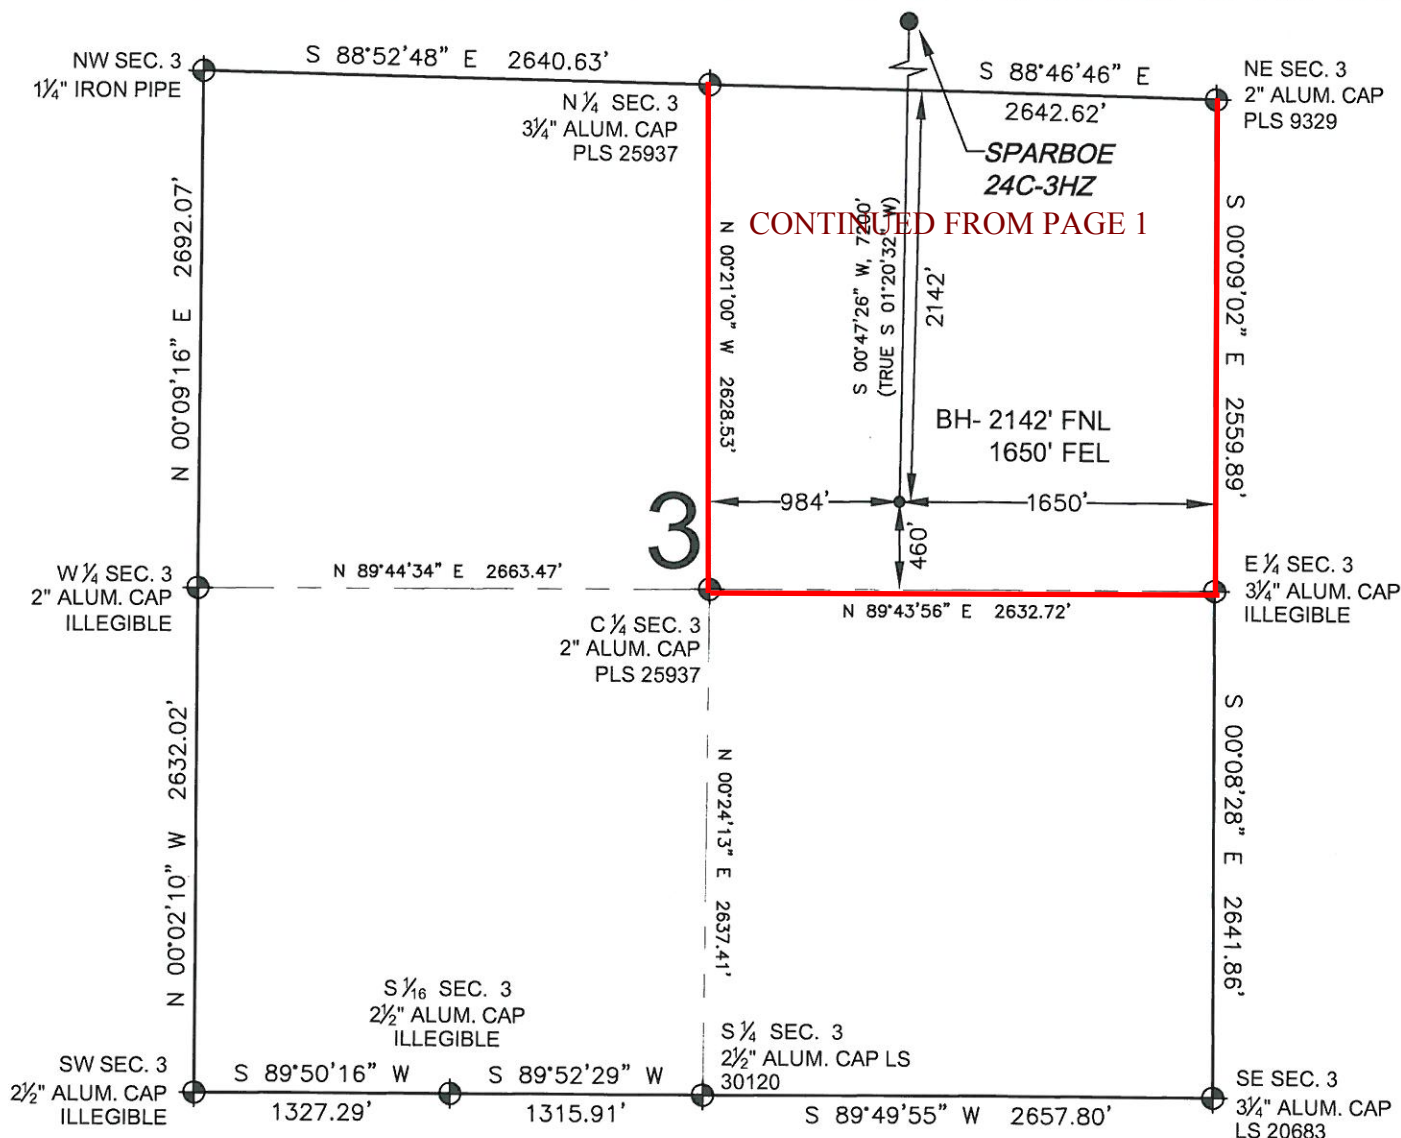 NW SEC. 3
1¼" IRON PIPE
S 88°52'48" E 2640.63'
N ¼ SEC. 3
3¼" ALUM. CAP
PLS 25937
S 88°46'46" E
2642.62'
NE SEC. 3
2" ALUM. CAP
PLS 9329
SPARBOE
24C-3HZ
CONTINUED FROM PAGE 1
N 00°09'16" E 2692.07'
N 00°21'00" W 2628.53'
S 00°47'26" W, 7200'
(TRUE S 01°20'32" W)
2142'
S 00°09'02" E 2559.89'
BH- 2142' FNL
1650' FEL
984'
1650'
460'
3
W ¼ SEC. 3
2" ALUM. CAP
ILLEGIBLE
N 89°44'34" E 2663.47'
C ¼ SEC. 3
2" ALUM. CAP
PLS 25937
N 89°43'56" E 2632.72'
E ¼ SEC. 3
3¼" ALUM. CAP
ILLEGIBLE
N 00°02'10" W 2632.02'
N 00°24'13" E 2637.41'
S 00°08'28" E 2641.86'
S 1⁄16 SEC. 3
2½" ALUM. CAP
ILLEGIBLE
S ¼ SEC. 3
2½" ALUM. CAP LS
30120
SW SEC. 3
2½" ALUM. CAP
ILLEGIBLE
S 89°50'16" W
1327.29'
S 89°52'29" W
1315.91'
S 89°49'55" W 2657.80'
SE SEC. 3
3¼" ALUM. CAP
LS 20683